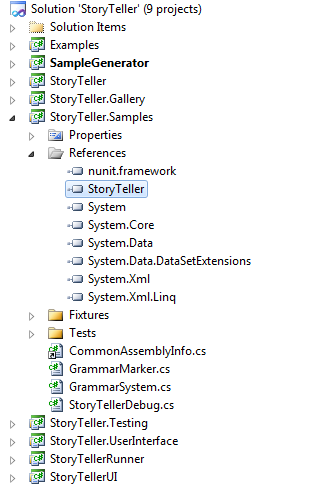 Solution 'StoryTeller' (9 projects)
Solution Items
Examples
SampleGenerator
StoryTeller
StoryTeller.Gallery
StoryTeller.Samples
Properties
References
nunit.framework
StoryTeller
System
System.Core
System.Data
System.Data.DataSetExtensions
System.Xml
System.Xml.Linq
Fixtures
Tests
CommonAssemblyInfo.cs
GrammarMarker.cs
GrammarSystem.cs
StoryTellerDebug.cs
StoryTeller.Testing
StoryTeller.UserInterface
StoryTellerRunner
StoryTellerUI